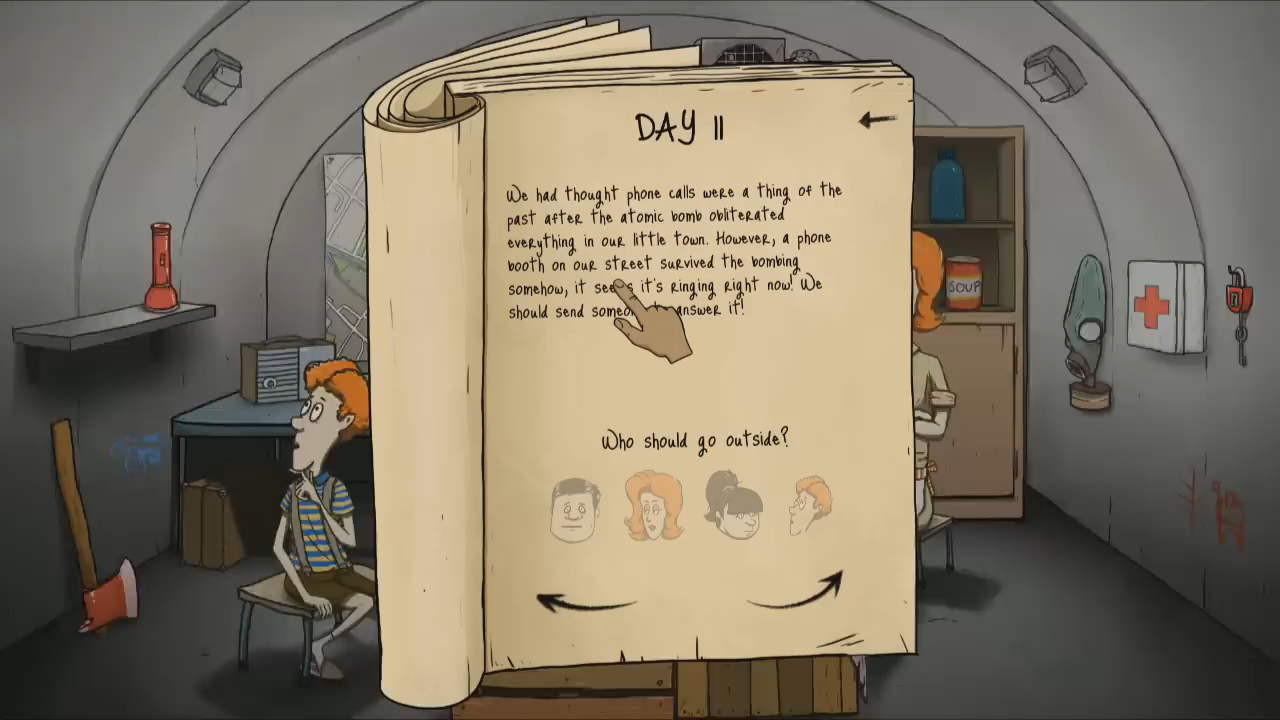 DAY 11
We had thought phone calls were a thing of the
past after the atomic bomb obliterated
everything in our little town. However, a phone
booth on our street survived the bombing
somehow, it it's ringing right now! We
should send answer it!
Who should go outside?
SOUP